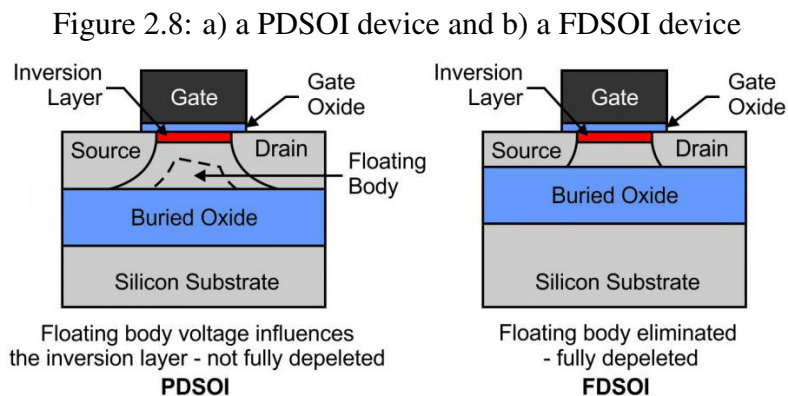 Figure 2.8: a) a PDSOI device and b) a FDSOI device
Inversion
Layer
Gate
Gate
Oxide
Source
Drain
Floating
Body
Buried Oxide
Silicon Substrate
Floating body voltage influences
the inversion layer - not fully depeleted
PDSOI
Inversion
Layer
Gate
Gate
Oxide
Source
Drain
Buried Oxide
Silicon Substrate
Floating body eliminated
- fully depeleted
FDSOI